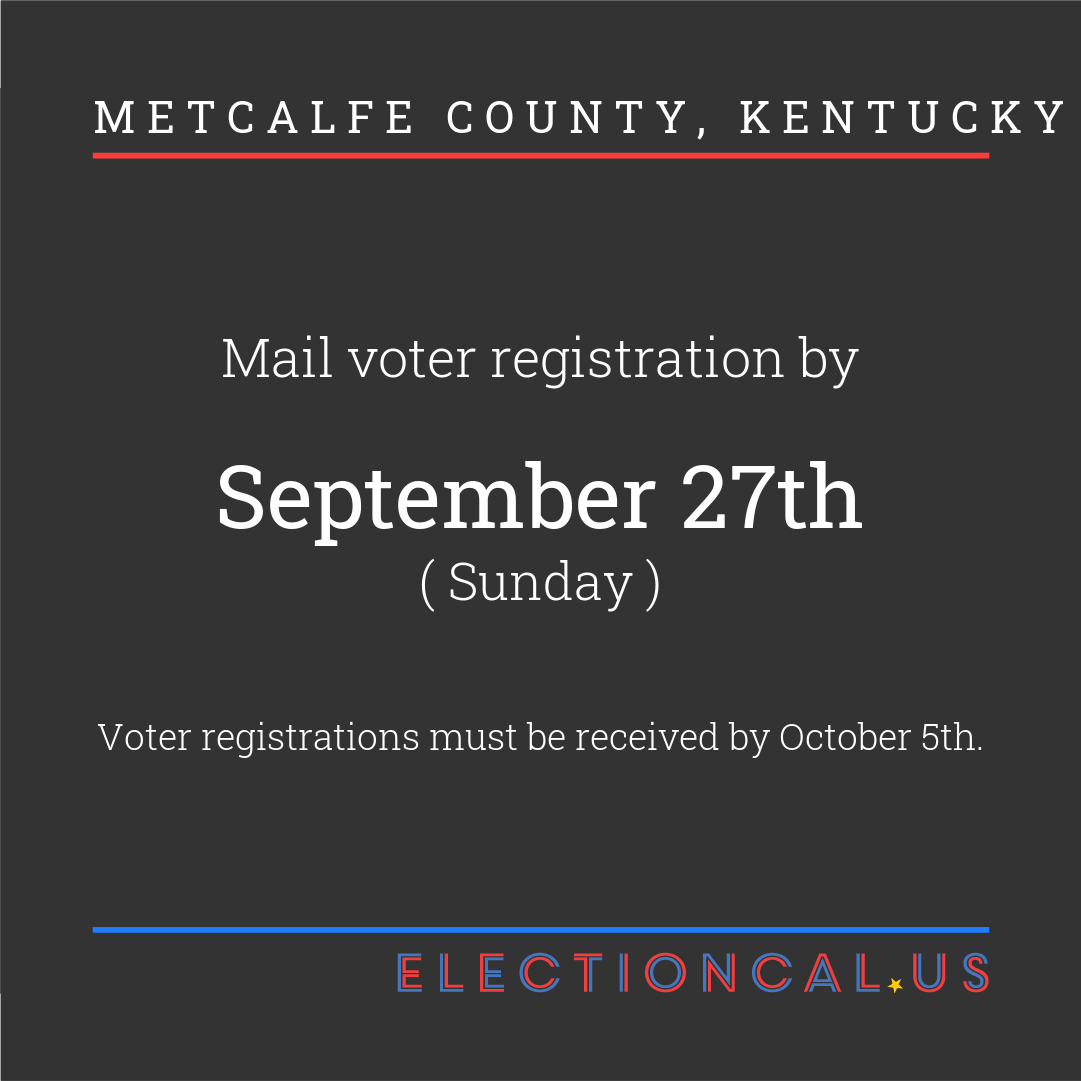 METCALFE COUNTY, KENTUCKY
Mail voter registration by
September 27th
( Sunday )
Voter registrations must be received by October 5th.
ELECTIONCAL.US